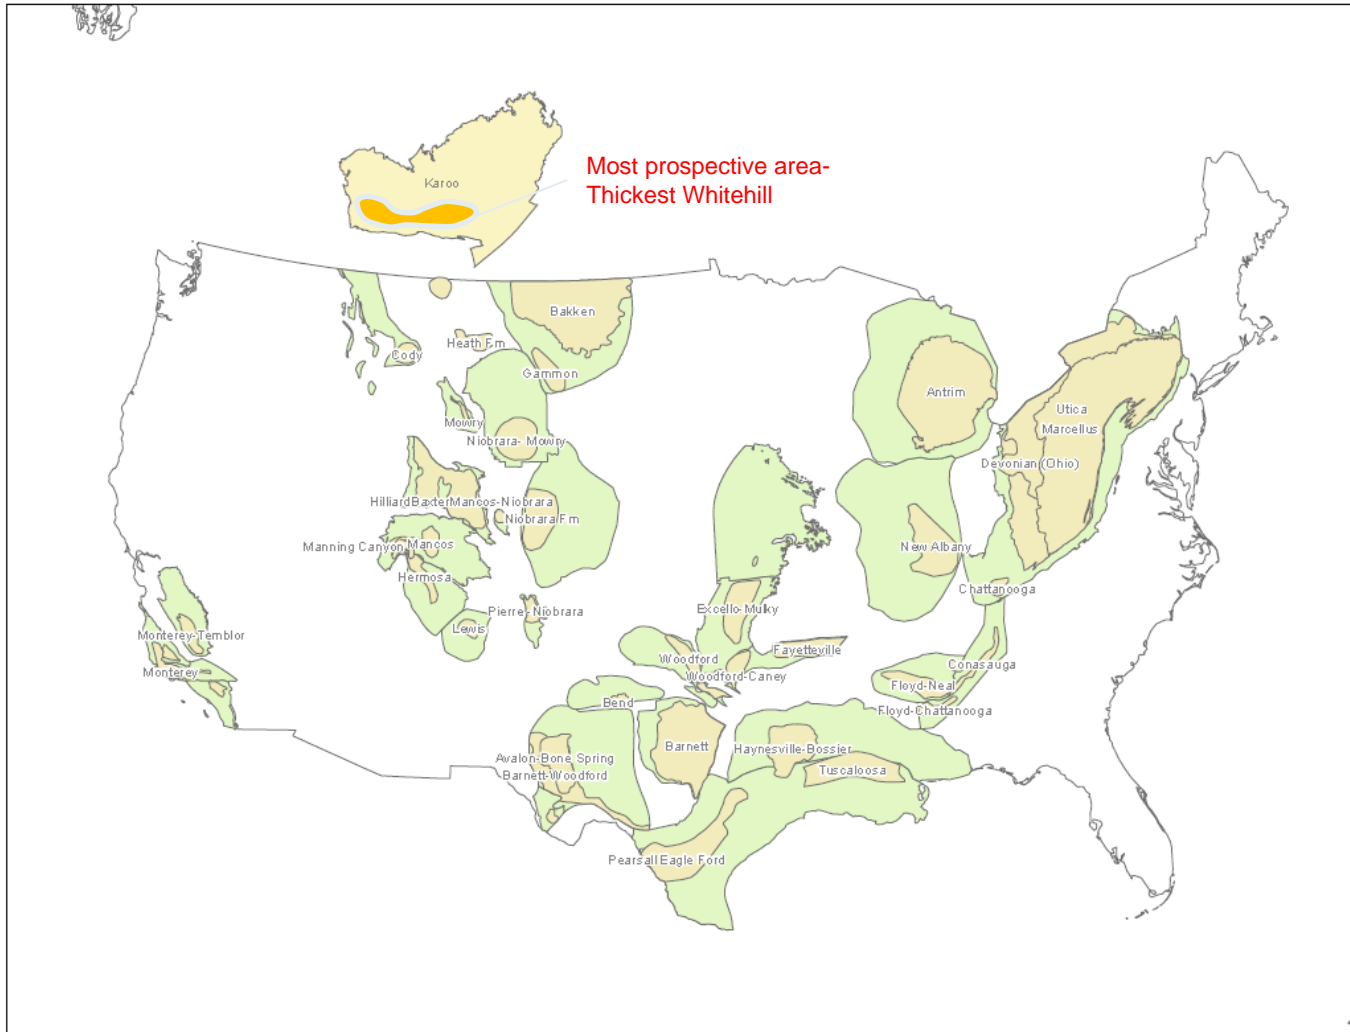 Most prospective area-
Thickest Whitehill
Karoo
Bakken
Heath Fm
Cody
Gammon
Antrim
Mowry
Niobrara- Mowry
Utica
Marcellus
Devonian (Ohio)
HilliardBaxterMancos-Niobrara
Niobrara Fm
Manning Canyon
Mancos
New Albany
Hermosa
Chattanooga
Pierre-Niobrara
Excello-Mulky
Lewis
Monterey-Temblor
Fayetteville
Woodford
Conasauga
Monterey
Woodford-Caney
Floyd-Neal
Bend
Floyd-Chattanooga
Barnett
Haynesville-Bossier
Avalon-Bone Spring
Barnett-Woodford
Tuscaloosa
Pearsall Eagle Ford